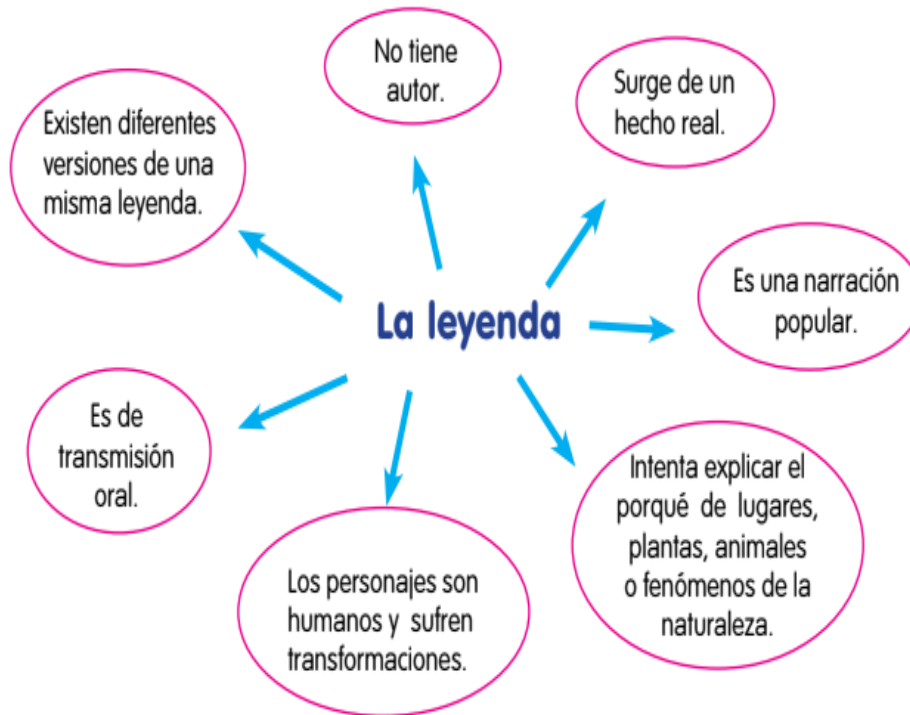 No tiene
autor.
Surge de un
hecho real.
Existen diferentes
versiones de una
misma leyenda.
Es una narración
popular.
La leyenda
Es de
transmisión
oral.
Intenta explicar el
porqué de lugares,
plantas, animales
o fenómenos de la
naturaleza.
Los personajes son
humanos y sufren
transformaciones.